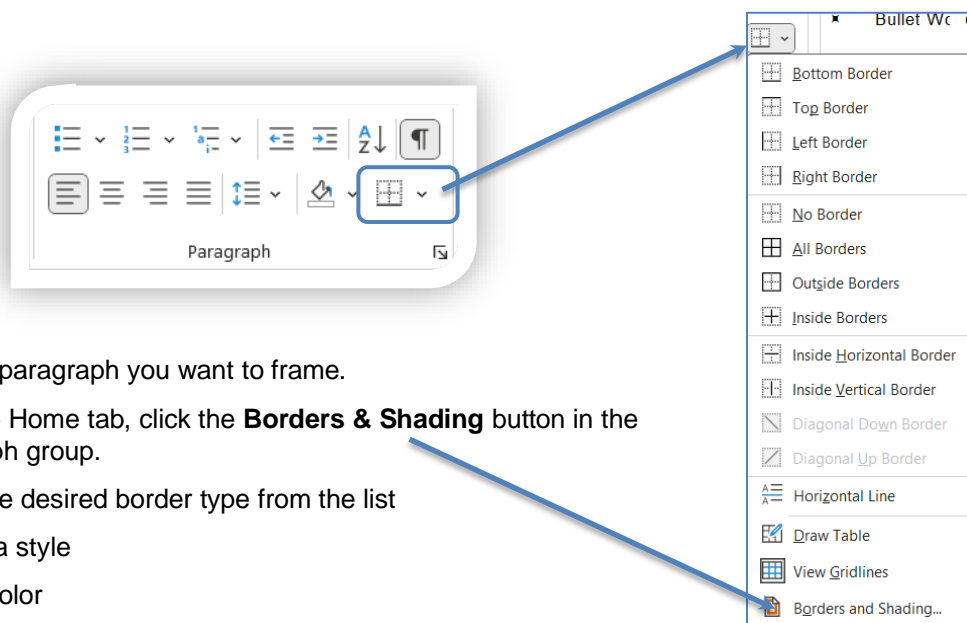 Bullet
Bottom Border
Top Border
Left Border
Right Border
No Border
All Borders
Outside Borders
Inside Borders
Inside Horizontal Border
Inside Vertical Border
Diagonal Down Border
Diagonal Up Border
Horizontal Line
Draw Table
View Gridlines
Borders and Shading...
Paragraph
paragraph you want to frame.
Home tab, click the Borders & Shading button in the
group.
desired border type from the list
a style